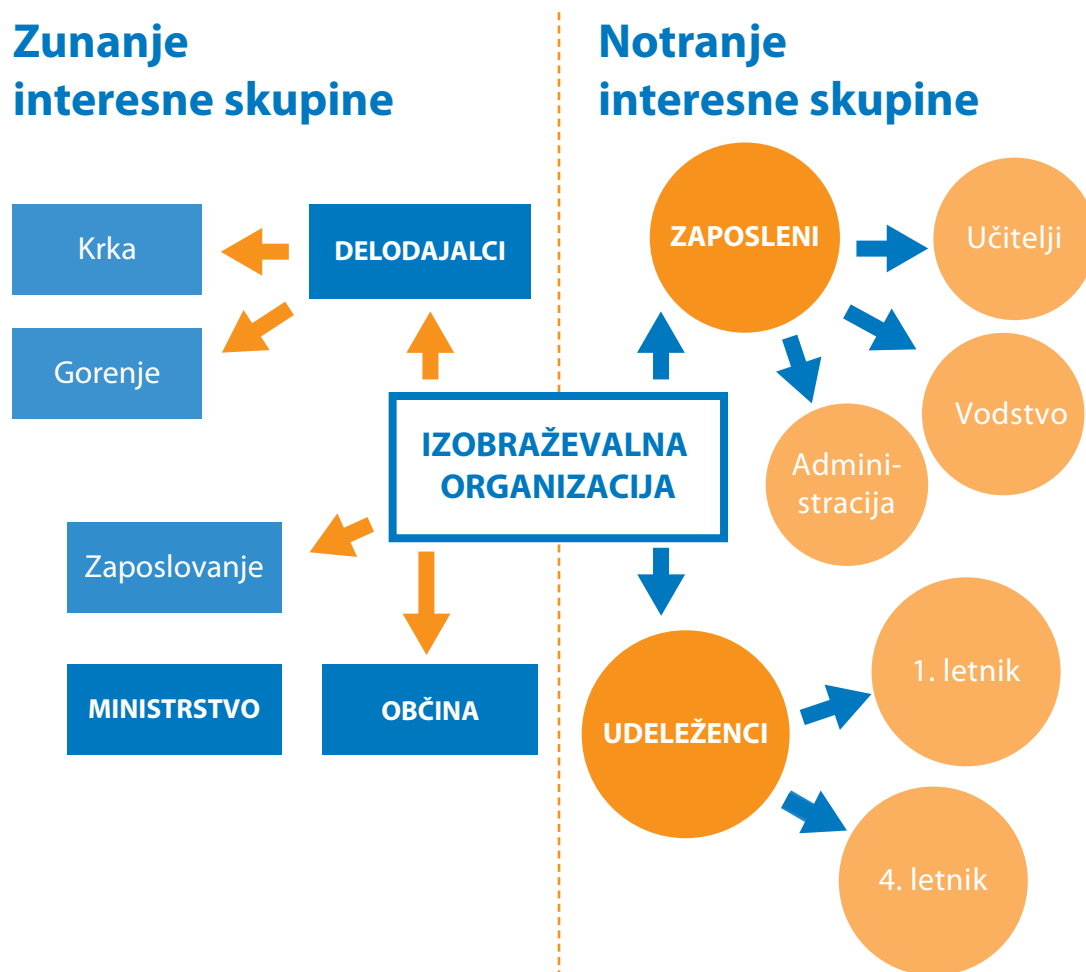 Zunanje
interesne skupine
Notranje
interesne skupine
Krka
DELODAJALCI
Gorenje
ZAPOSLENI
Učitelji
Vodstvo
Admini-
stracija
IZOBRAŽEVALNA
ORGANIZACIJA
Zaposlovanje
MINISTRSTVO
OBČINA
UDELEŽENCI
1. letnik
4. letnik